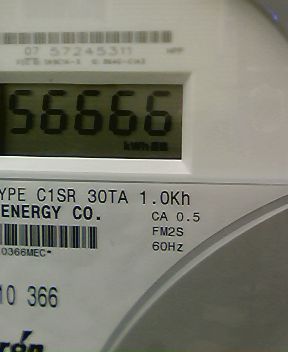 07 57245311
56666
kWh
YPE C1SR 30TA 1.0Kh
ENERGY CO.
CA 0.5
FM2S
60Hz
0366MEC*
10 366
rón